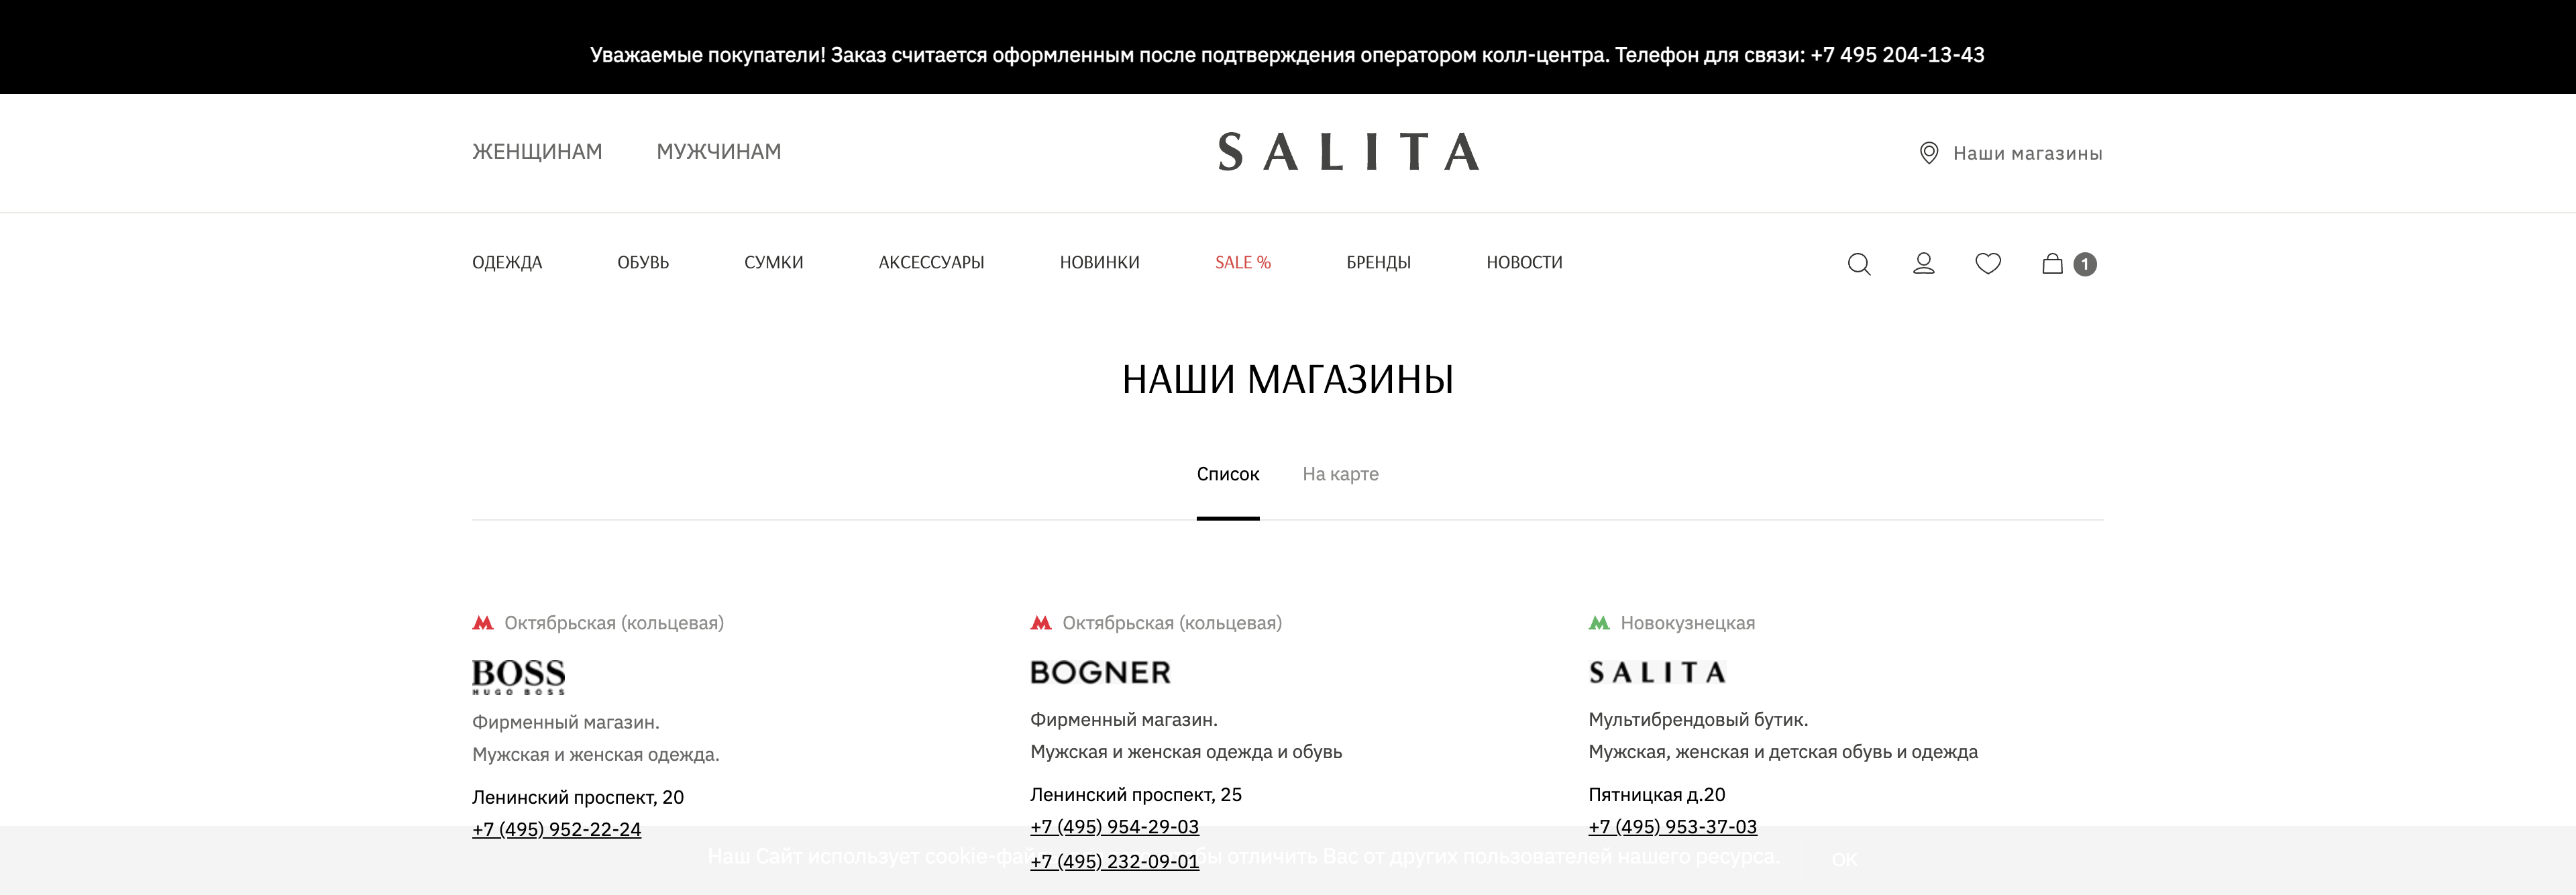 Уважаемые покупатели! Заказ считается оформленным после подтверждения оператором колл-центра. Телефон для связи: +7 495 204-13-43
ЖЕНЩИНАМ МУЖЧИНАМ SALITA Наши магазины
ОДЕЖДА ОБУВЬ СУМКИ АКСЕССУАРЫ НОВИНКИ SALE % БРЕНДЫ НОВОСТИ 1
НАШИ МАГАЗИНЫ
Список На карте
Октябрьская (кольцевая)
BOSS
HUGO BOSS
Фирменный магазин.
Мужская и женская одежда.
Ленинский проспект, 20
+7 (495) 952-22-24
Октябрьская (кольцевая)
BOGNER
Фирменный магазин.
Мужская и женская одежда и обувь
Ленинский проспект, 25
+7 (495) 954-29-03
+7 (495) 232-09-01
Новокузнецкая
SALITA
Мультибрендовый бутик.
Мужская, женская и детская обувь и одежда
Пятницкая д.20
+7 (495) 953-37-03
Наш Сайт использует отличить Вас от других пользователей нашего ресурса. OK